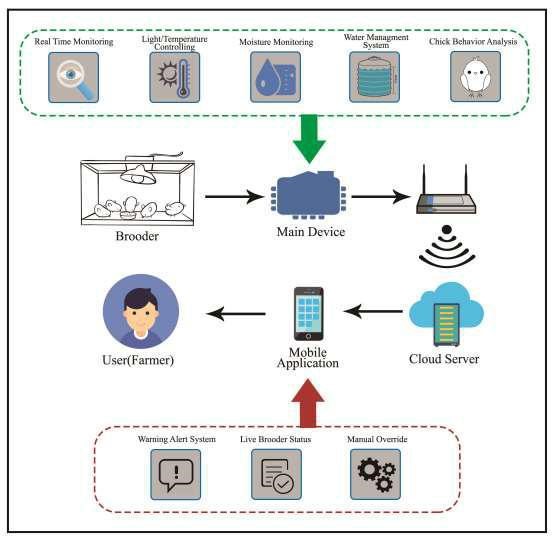 Real Time Monitoring
Light/Temperature
Controlling
Moisture Monitoring
Water Managment
System
Chick Behavior Analysis
Brooder
Main Device
User(Farmer)
Mobile
Application
Cloud Server
Warning Alert System
Live Brooder Status
Manual Override